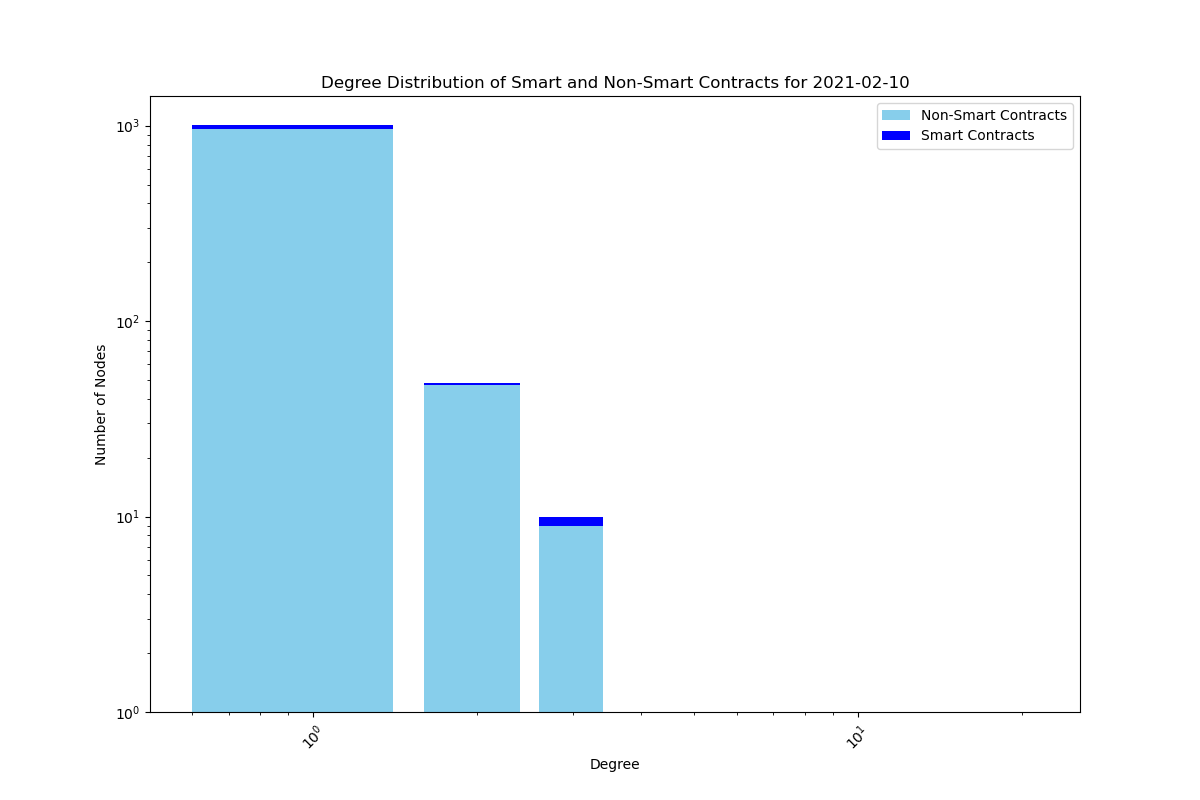 Degree Distribution of Smart and Non-Smart Contracts for 2021-02-10
Non-Smart Contracts
Smart Contracts
Number of Nodes
10³
10²
10¹
10⁰
10⁰
10¹
Degree